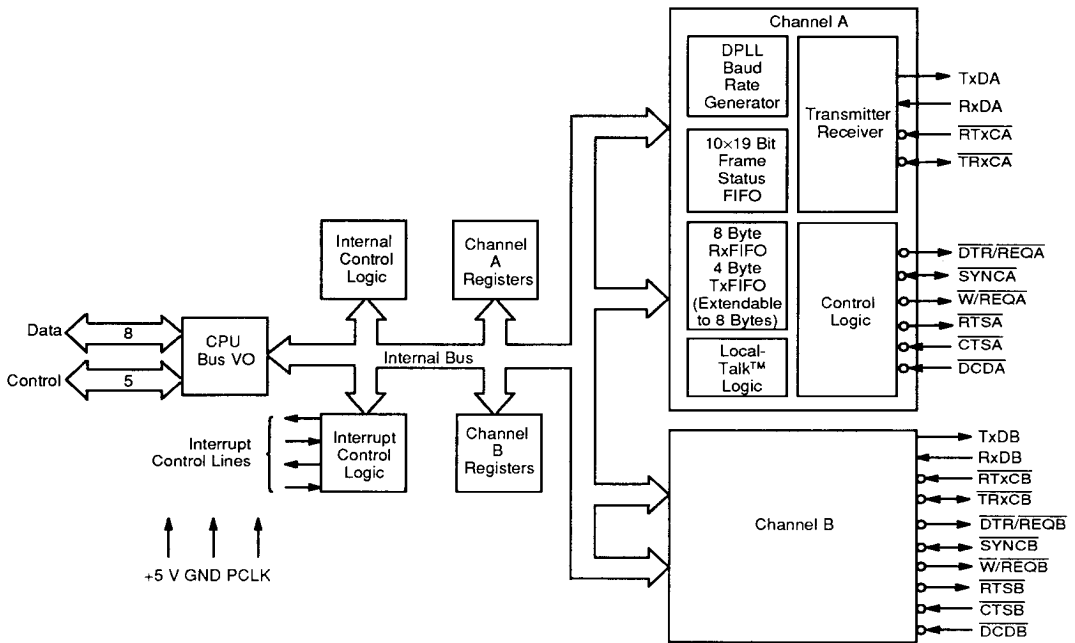 Channel A
DPLL
Baud
Rate
Generator
Transmitter
Receiver
10×19 Bit
Frame
Status
FIFO
8 Byte
RxFIFO
4 Byte
TxFIFO
(Extendable
to 8 Bytes)
Control
Logic
Local-
Talk™
Logic
TxDA
RxDA
RTxCA
TRxCA
DTR/REQA
SYNCA
W/REQA
RTSA
CTSA
DCDA
Internal
Control
Logic
Channel
A
Registers
Data
8
CPU
Bus VO
Control
5
Internal Bus
Interrupt
Control Lines
Interrupt
Control
Logic
Channel
B
Registers
+5 V GND PCLK
Channel B
TxDB
RxDB
RTxCB
TRxCB
DTR/REQB
SYNCB
W/REQB
RTSB
CTSB
DCDB